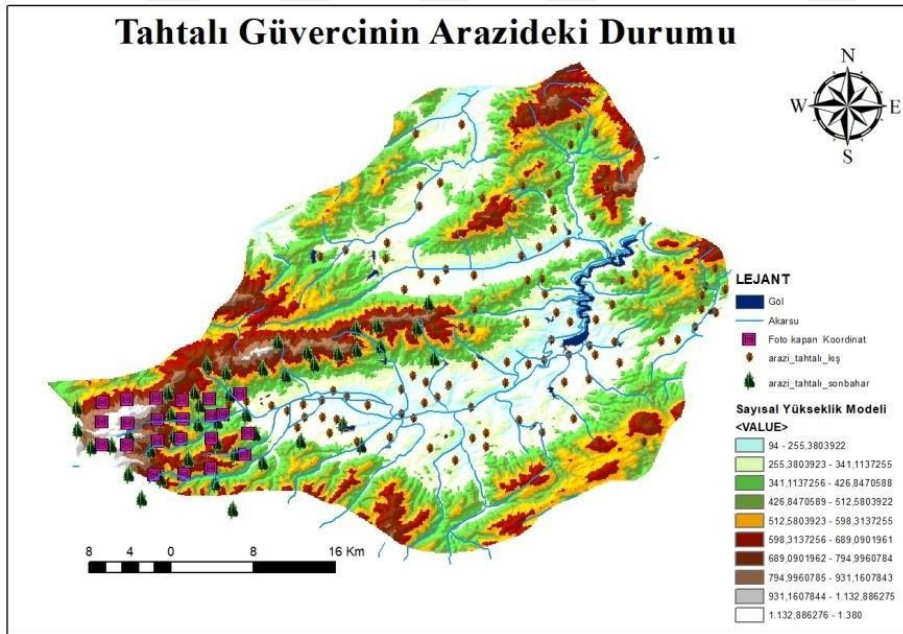 Tahtalı Güvercinin Arazideki Durumu
N
W E
S
LEJANT
Göl
Akarsu
Foto kapan Koordinat
arazi_tahtalı_kış
arazi_tahtalı_sonbahar
Sayısal Yükseklik Modeli
<VALUE>
94 - 255,3803922
255,3803923 - 341,1137255
341,1137256 - 426,8470588
426,8470589 - 512,5803922
512,5803923 - 598,3137255
598,3137256 - 689,0901961
689,0901962 - 794,9960784
794,9960785 - 931,1607843
931,1607844 - 1.132,886275
1.132,886276 - 1.380
8 4 0 8 16 Km